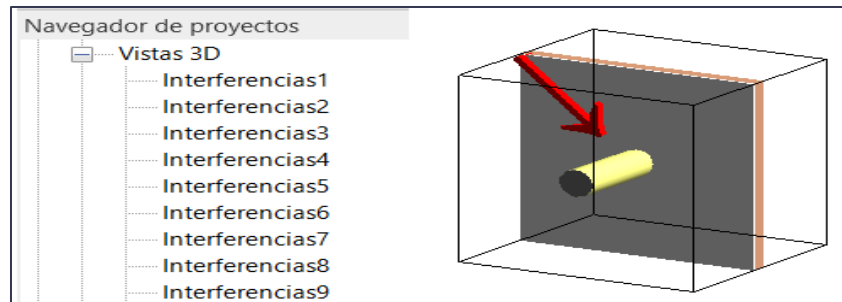 Navegador de proyectos
Vistas 3D
Interferencias1
Interferencias2
Interferencias3
Interferencias4
Interferencias5
Interferencias6
Interferencias7
Interferencias8
Interferencias9